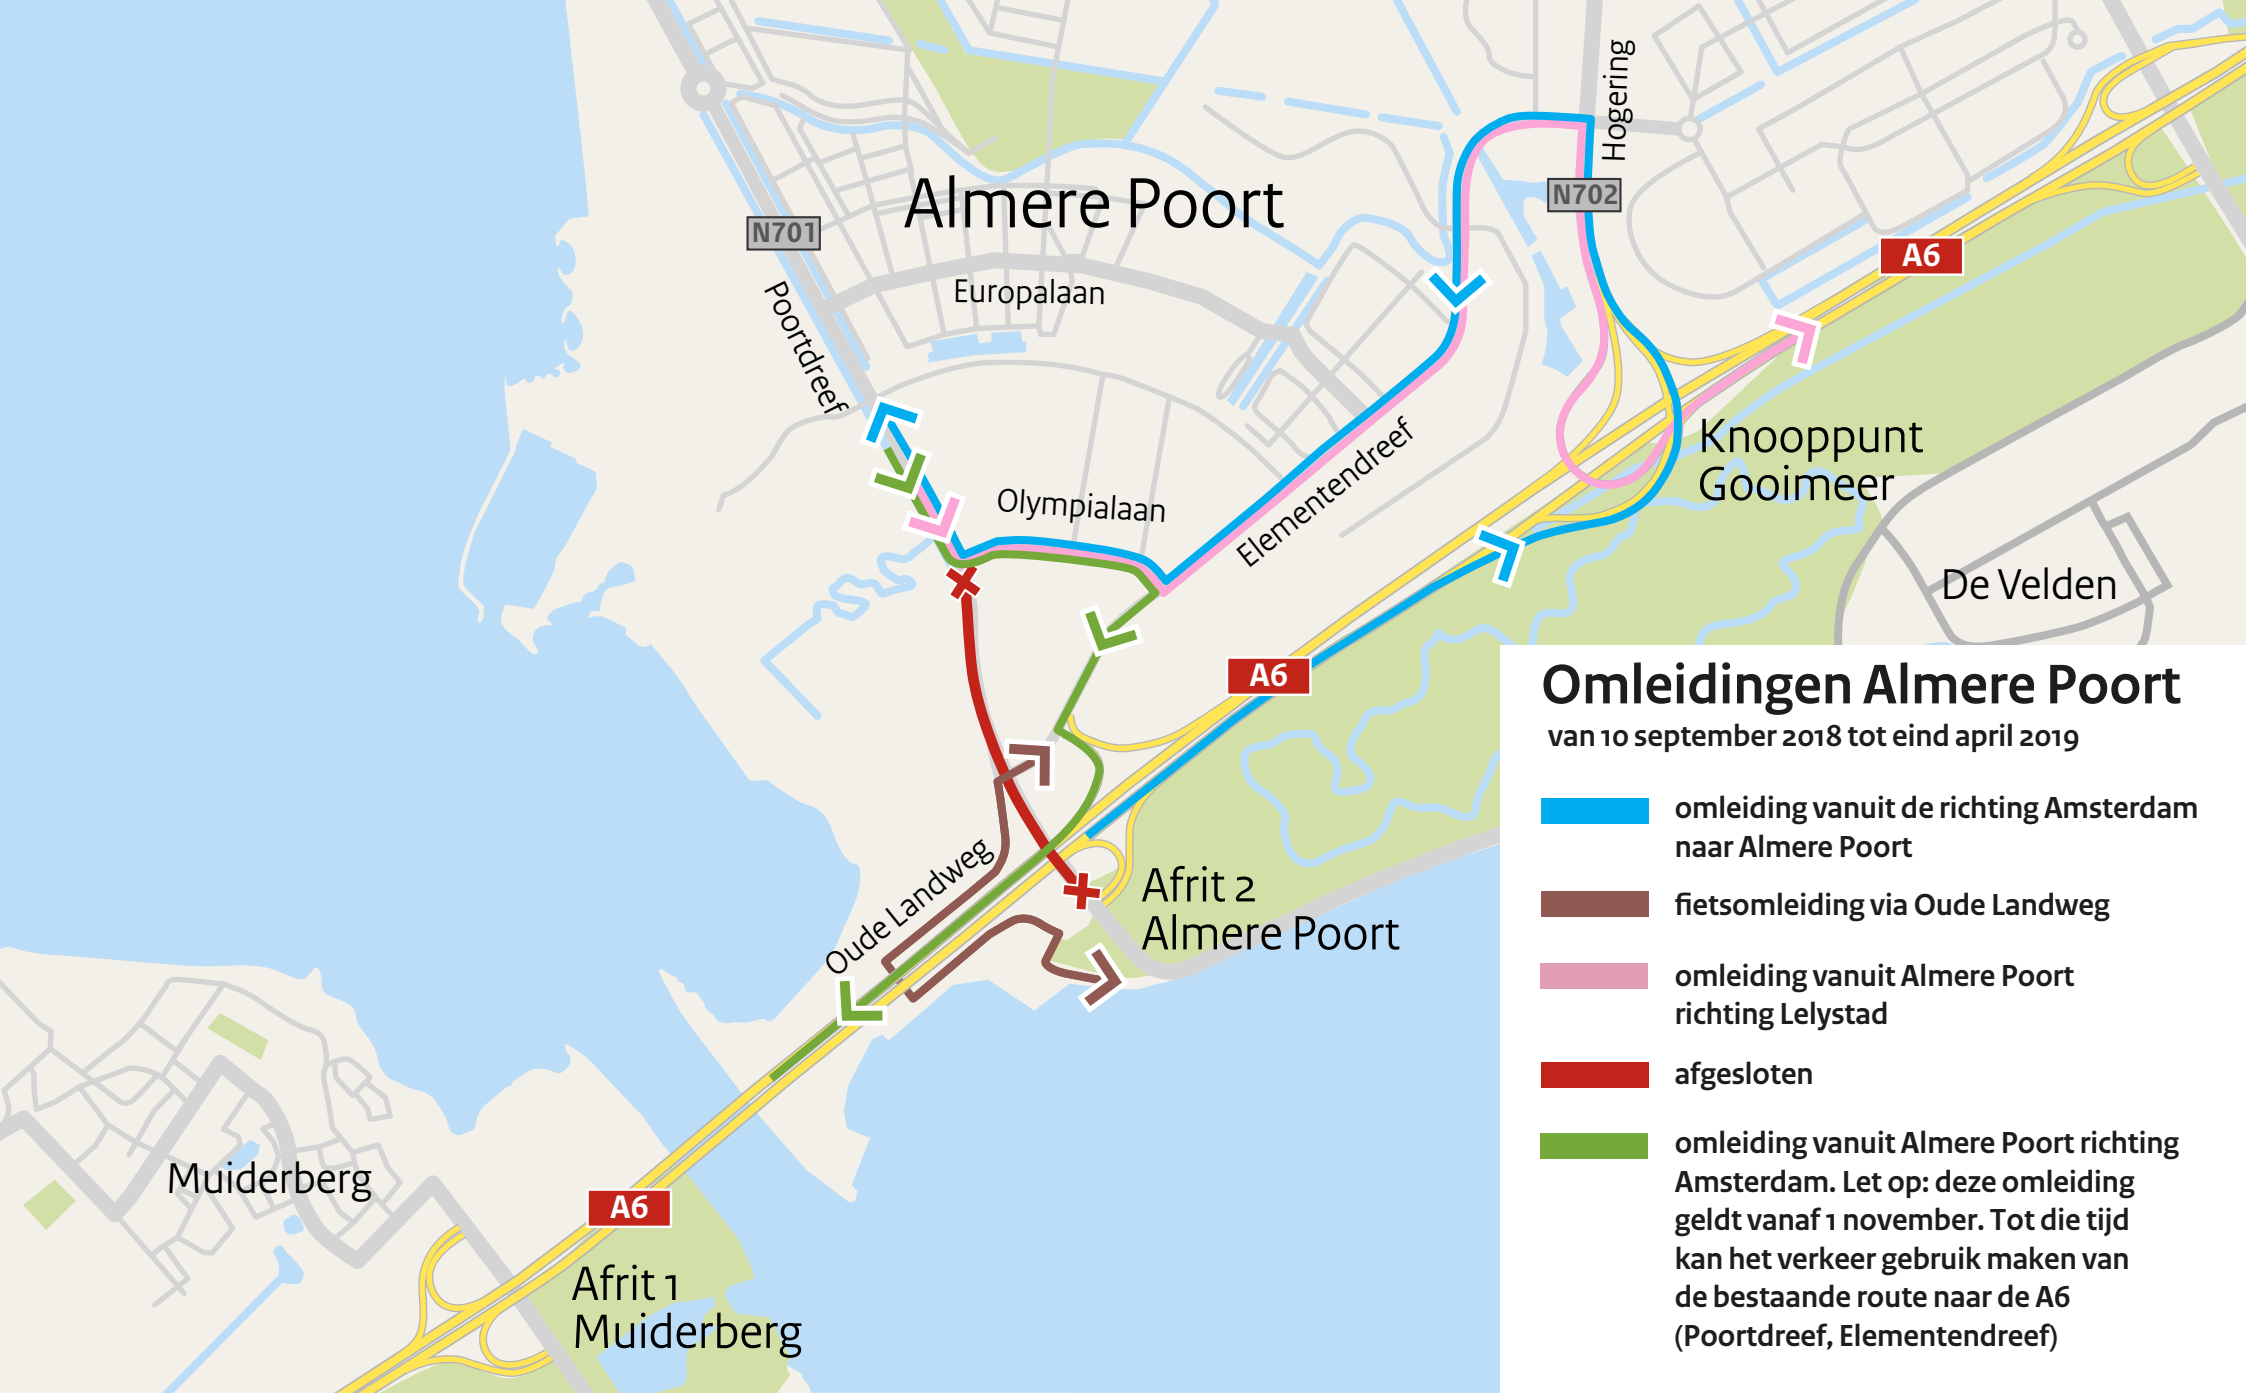 Hogering
N702
Almere Poort
N701
A6
Europalaan
Poortdreef
Knooppunt
Gooimeer
Olympialaan
Elementendreef
De Velden
A6
Omleidingen Almere Poort
van 10 september 2018 tot eind april 2019
omleiding vanuit de richting Amsterdam
naar Almere Poort
fietsomleiding via Oude Landweg
omleiding vanuit Almere Poort
richting Lelystad
afgesloten
omleiding vanuit Almere Poort richting
Amsterdam. Let op: deze omleiding
geldt vanaf 1 november. Tot die tijd
kan het verkeer gebruik maken van
de bestaande route naar de A6
(Poortdreef, Elementendreef)
Oude Landweg
Afrit 2
Almere Poort
Muiderberg
A6
Afrit 1
Muiderberg